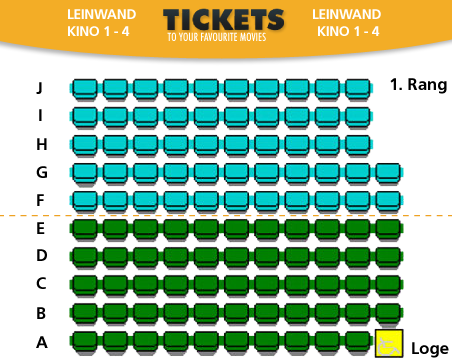 LEINWAND
KINO 1 - 4
TICKETS
TO YOUR FAVOURITE MOVIES
LEINWAND
KINO 1 - 4
J
1. Rang
I
H
G
F
E
D
C
B
A
Loge